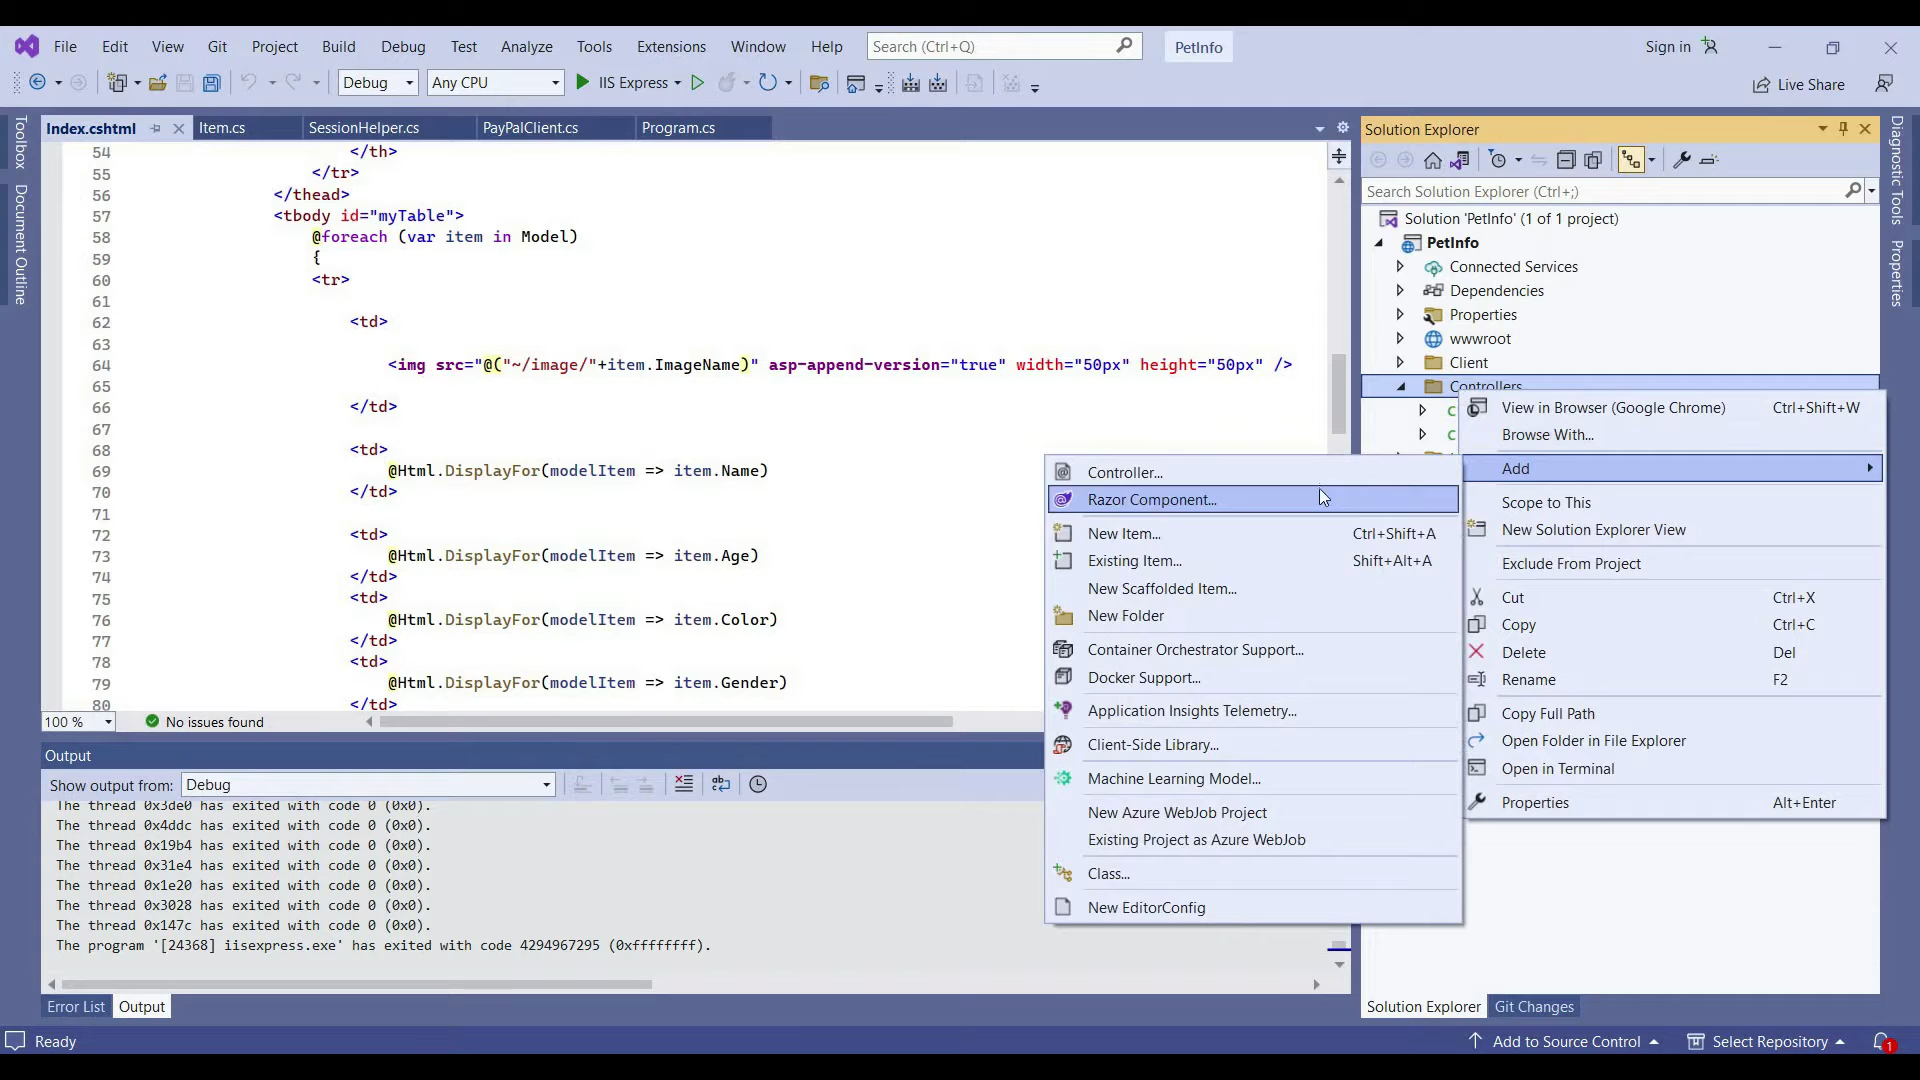 File Edit View Git Project Build Debug Test Analyze Tools Extensions Window Help Search (Ctrl+Q) PetInfo Sign in
Debug Any CPU IIS Express Live Share
Toolbox
Document Outline
Index.cshtml Item.cs SessionHelper.cs PayPalClient.cs Program.cs
54 </th>
55 </tr>
56 </thead>
57 <tbody id="myTable">
58 @foreach (var item in Model)
59 {
60 <tr>
61
62 <td>
63
64 <img src="@("~/image/"+item.ImageName)" asp-append-version="true" width="50px" height="50px" />
65
66 </td>
67
68 <td>
69 @Html.DisplayFor(modelItem => item.Name)
70 </td>
71
72 <td>
73 @Html.DisplayFor(modelItem => item.Age)
74 </td>
75 <td>
76 @Html.DisplayFor(modelItem => item.Color)
77 </td>
78 <td>
79 @Html.DisplayFor(modelItem => item.Gender)
80 </td>
100 % No issues found
Output
Show output from: Debug
The thread 0x3de0 has exited with code 0 (0x0).
The thread 0x4ddc has exited with code 0 (0x0).
The thread 0x19b4 has exited with code 0 (0x0).
The thread 0x31e4 has exited with code 0 (0x0).
The thread 0x1e20 has exited with code 0 (0x0).
The thread 0x3028 has exited with code 0 (0x0).
The thread 0x147c has exited with code 0 (0x0).
The program '[24368] iisexpress.exe' has exited with code 4294967295 (0xffffffff).
Error List Output
Controller...
Razor Component...
New Item... Ctrl+Shift+A
Existing Item... Shift+Alt+A
New Scaffolded Item...
New Folder
Container Orchestrator Support...
Docker Support...
Application Insights Telemetry...
Client-Side Library...
Machine Learning Model...
New Azure WebJob Project
Existing Project as Azure WebJob
Class...
New EditorConfig
Solution Explorer
Search Solution Explorer (Ctrl+;)
Solution 'PetInfo' (1 of 1 project)
PetInfo
Connected Services
Dependencies
Properties
wwwroot
Client
Controllers
View in Browser (Google Chrome) Ctrl+Shift+W
Browse With...
Add
Scope to This
New Solution Explorer View
Exclude From Project
Cut Ctrl+X
Copy Ctrl+C
Delete Del
Rename F2
Copy Full Path
Open Folder in File Explorer
Open in Terminal
Properties Alt+Enter
Solution Explorer Git Changes
Diagnostic Tools
Properties
Ready Add to Source Control Select Repository 1